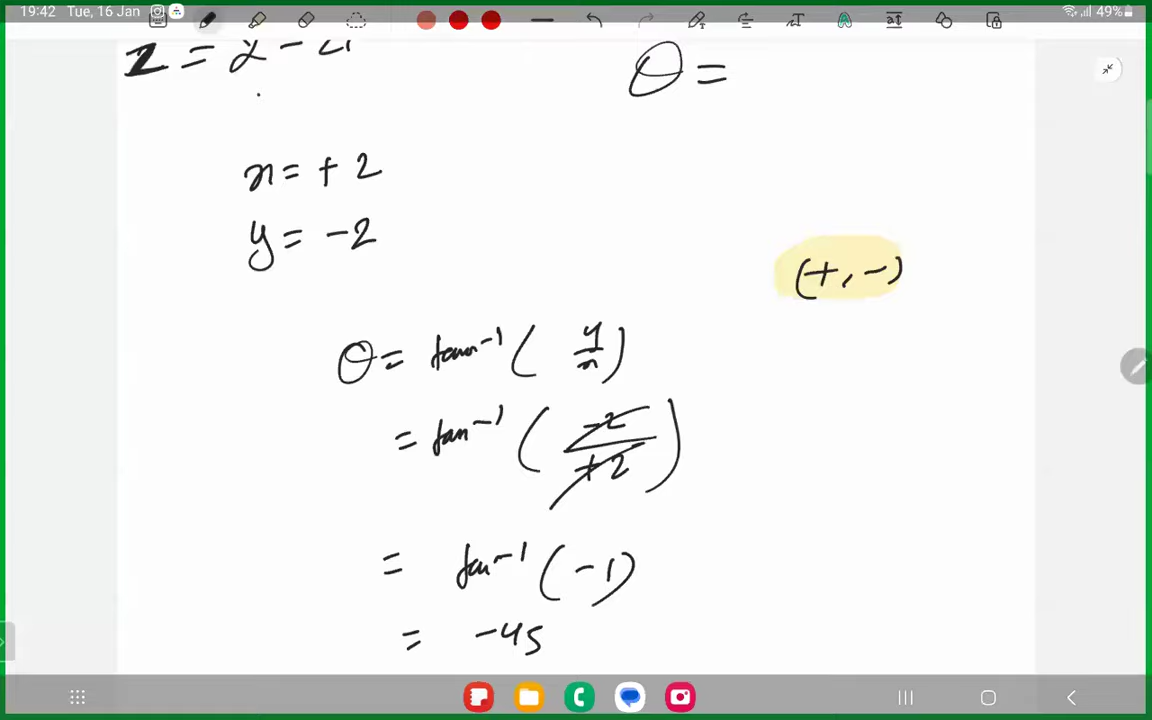 19:42 Tue, 16 Jan 49%
z = 2 - 2i
θ =
x = + 2
y = -2
(+, -)
θ = tan-1 ( y/x )
= tan-1 ( -2/+2 )
= tan-1 ( -1 )
= -45